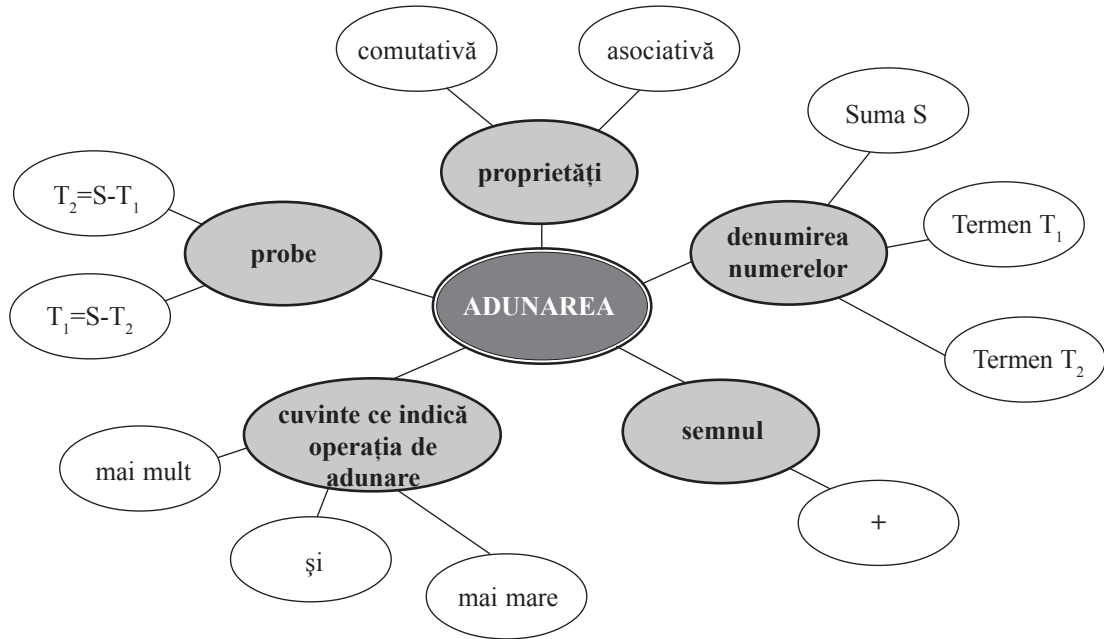 comutativă
asociativă
Suma S
proprietăți
T₂=S-T₁
Termen T₁
denumirea
numerelor
probe
ADUNAREA
T₁=S-T₂
Termen T₂
cuvinte ce indică
operația de
adunare
semnul
mai mult
+
şi
mai mare